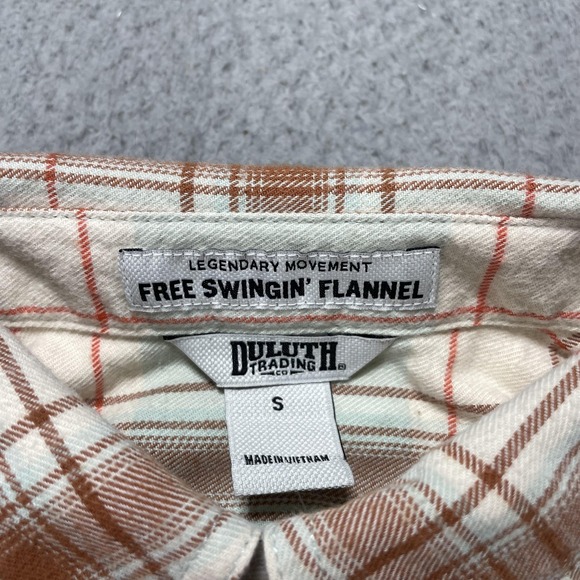 LEGENDARY MOVEMENT
FREE SWINGIN' FLANNEL
DULUTH
TRADING
CO
S
MADE IN VIETNAM